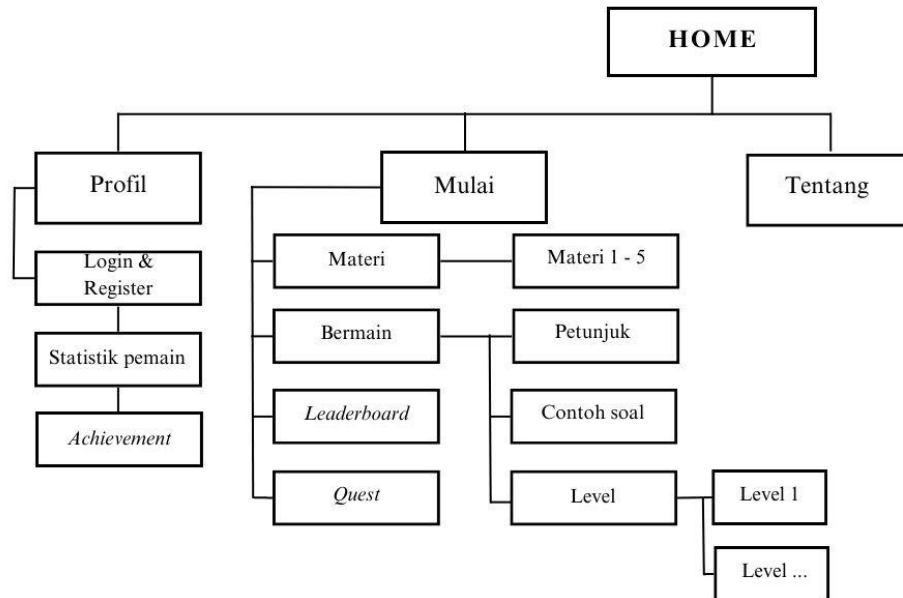 HOME
Profil
Mulai
Tentang
Login &
Register
Statistik pemain
Achievement
Materi
Materi 1 - 5
Bermain
Petunjuk
Leaderboard
Contoh soal
Quest
Level
Level 1
Level ...